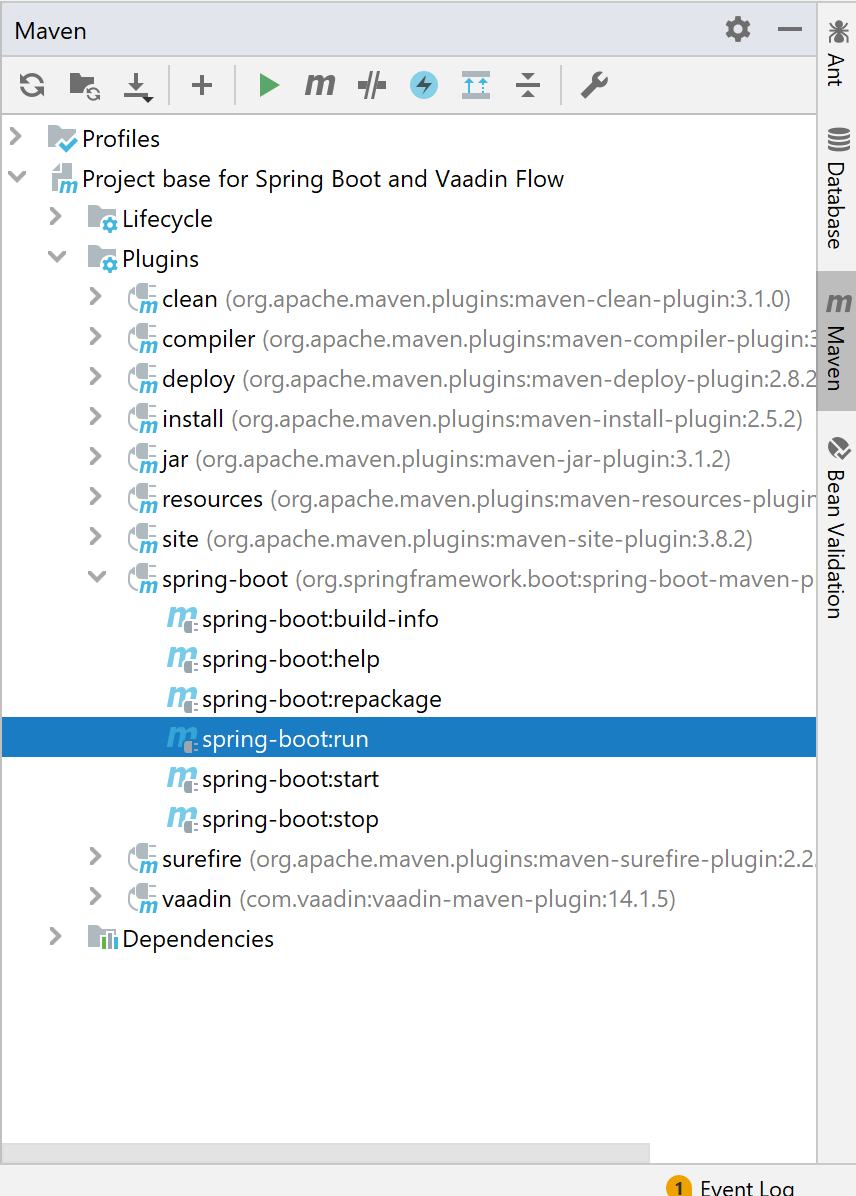 Maven
Profiles
Project base for Spring Boot and Vaadin Flow
Lifecycle
Plugins
clean (org.apache.maven.plugins:maven-clean-plugin:3.1.0)
compiler (org.apache.maven.plugins:maven-compiler-plugin:3
deploy (org.apache.maven.plugins:maven-deploy-plugin:2.8.2
install (org.apache.maven.plugins:maven-install-plugin:2.5.2)
jar (org.apache.maven.plugins:maven-jar-plugin:3.1.2)
resources (org.apache.maven.plugins:maven-resources-plugin
site (org.apache.maven.plugins:maven-site-plugin:3.8.2)
spring-boot (org.springframework.boot:spring-boot-maven-p
spring-boot:build-info
spring-boot:help
spring-boot:repackage
spring-boot:run
spring-boot:start
spring-boot:stop
surefire (org.apache.maven.plugins:maven-surefire-plugin:2.2
vaadin (com.vaadin:vaadin-maven-plugin:14.1.5)
Dependencies
Ant
Database
Maven
Bean Validation
1 Event Log